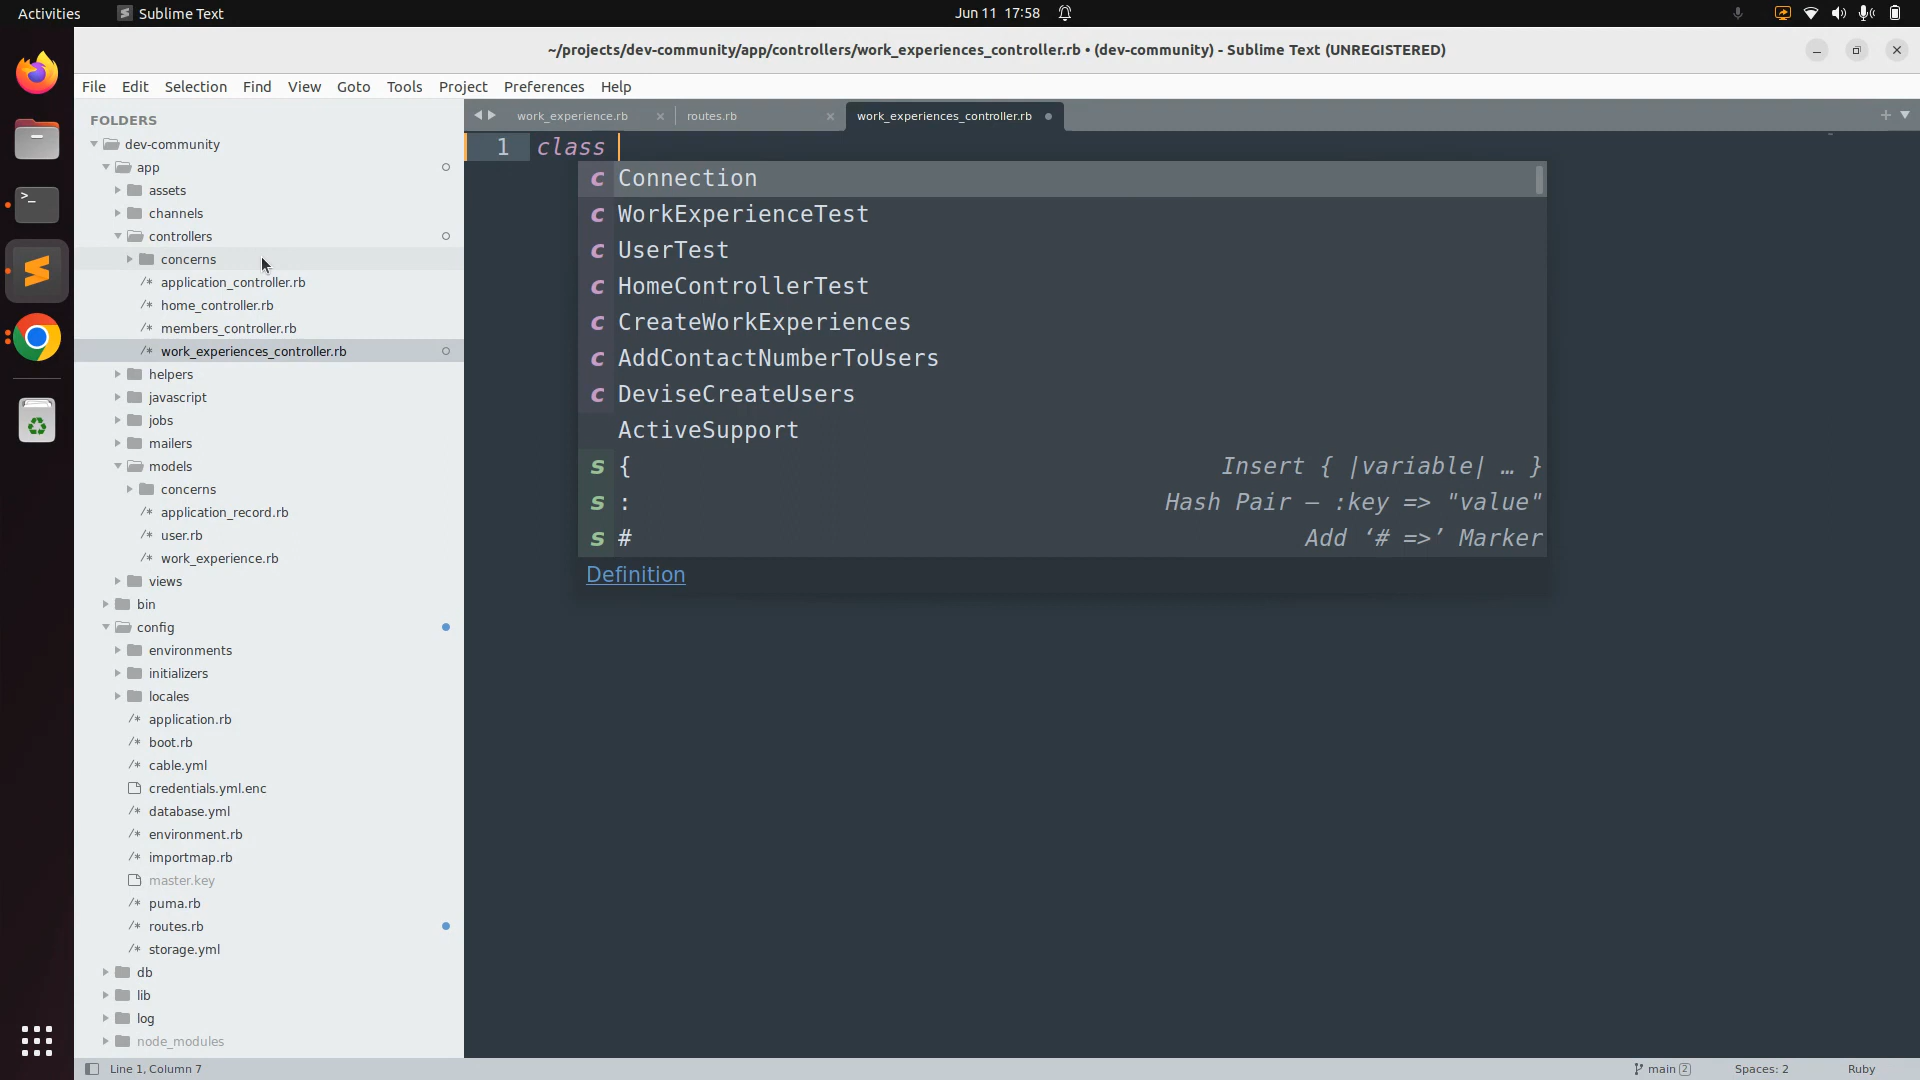 Activities
Sublime Text
Jun 11 17:58
~/projects/dev-community/app/controllers/work_experiences_controller.rb • (dev-community) - Sublime Text (UNREGISTERED)
File Edit Selection Find View Goto Tools Project Preferences Help
FOLDERS
dev-community
app
assets
channels
controllers
concerns
application_controller.rb
home_controller.rb
members_controller.rb
work_experiences_controller.rb
helpers
javascript
jobs
mailers
models
concerns
application_record.rb
user.rb
work_experience.rb
views
bin
config
environments
initializers
locales
application.rb
boot.rb
cable.yml
credentials.yml.enc
database.yml
environment.rb
importmap.rb
master.key
puma.rb
routes.rb
storage.yml
db
lib
log
node_modules
work_experience.rb
routes.rb
work_experiences_controller.rb
1 class
c Connection
c WorkExperienceTest
c UserTest
c HomeControllerTest
c CreateWorkExperiences
c AddContactNumberToUsers
c DeviseCreateUsers
ActiveSupport
s { Insert { |variable| … }
s : Hash Pair — :key => "value"
s # Add ‘# =>’ Marker
Definition
Line 1, Column 7
main 2
Spaces: 2
Ruby